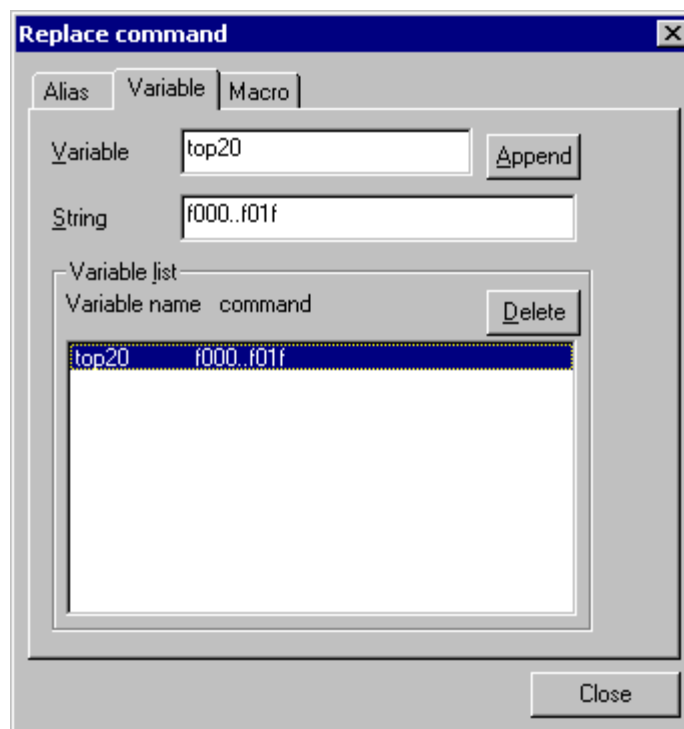 Replace command
Alias Variable Macro
Variable top20 Append
String f000..f01f
Variable list
Variable name command Delete
top20 f000..f01f
Close